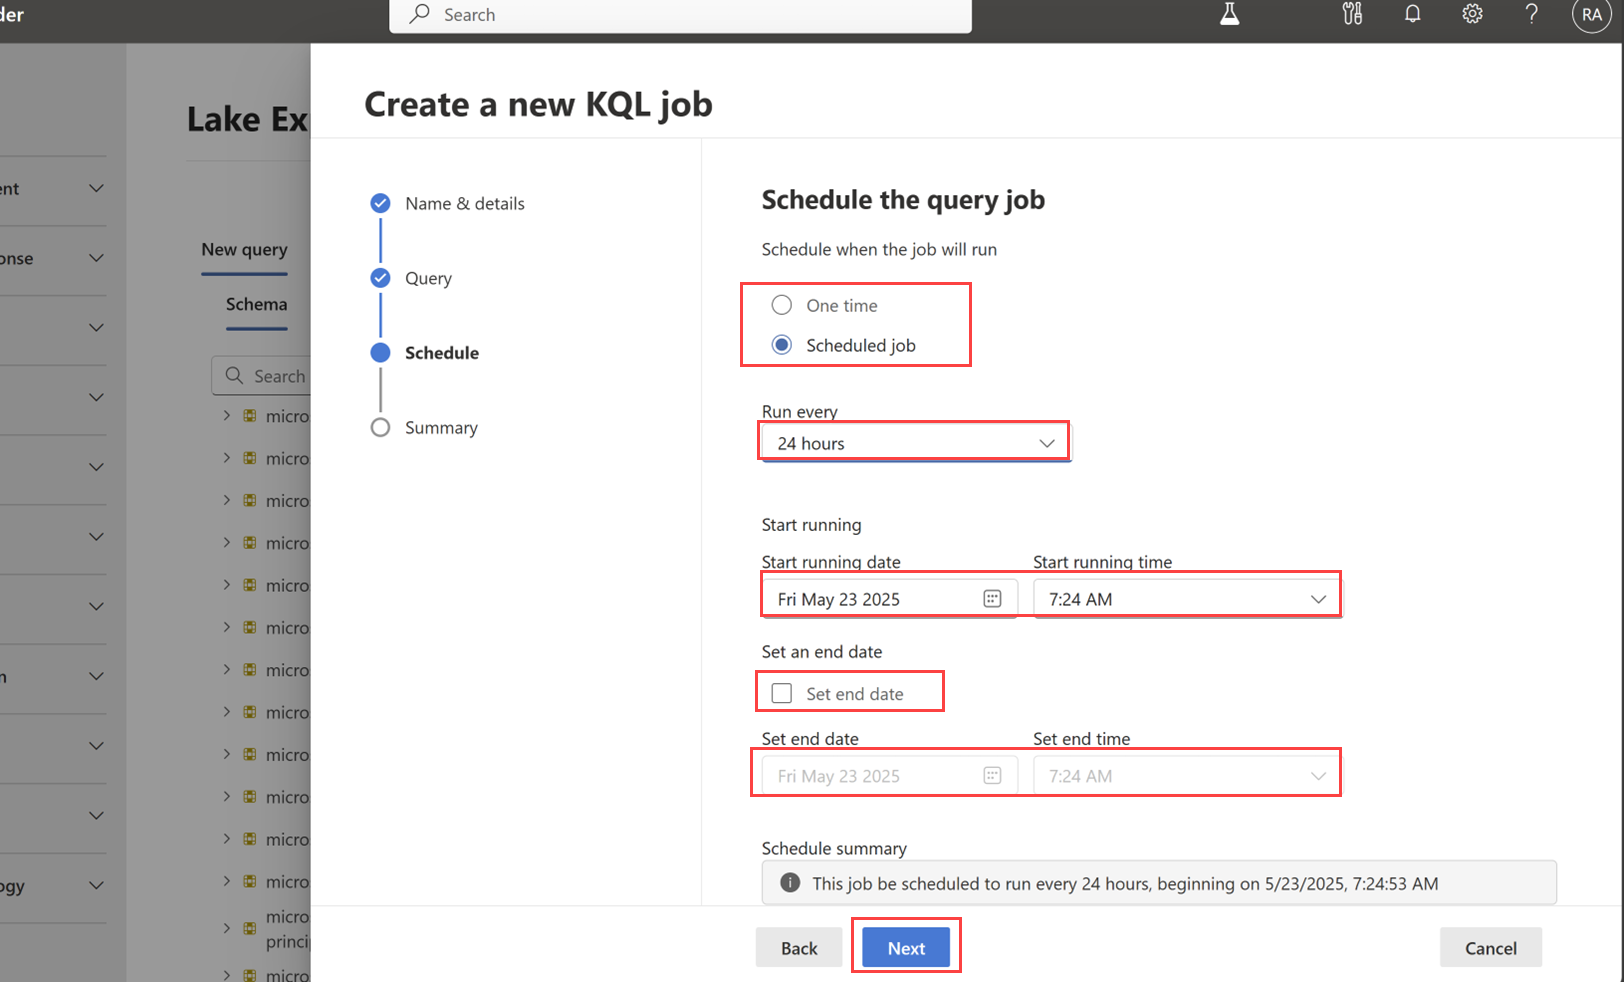 der
Search
RA
Lake Ex
Create a new KQL job
ent
onse
n
ogy
New query
Schema
Search
micro
micro
micro
micro
micro
micro
micro
micro
micro
micro
micro
micro
micro
princi
micro
Name & details
Query
Schedule
Summary
Schedule the query job
Schedule when the job will run
One time
Scheduled job
Run every
24 hours
Start running
Start running date Start running time
Fri May 23 2025 7:24 AM
Set an end date
Set end date
Set end date Set end time
Fri May 23 2025 7:24 AM
Schedule summary
This job be scheduled to run every 24 hours, beginning on 5/23/2025, 7:24:53 AM
Back Next Cancel